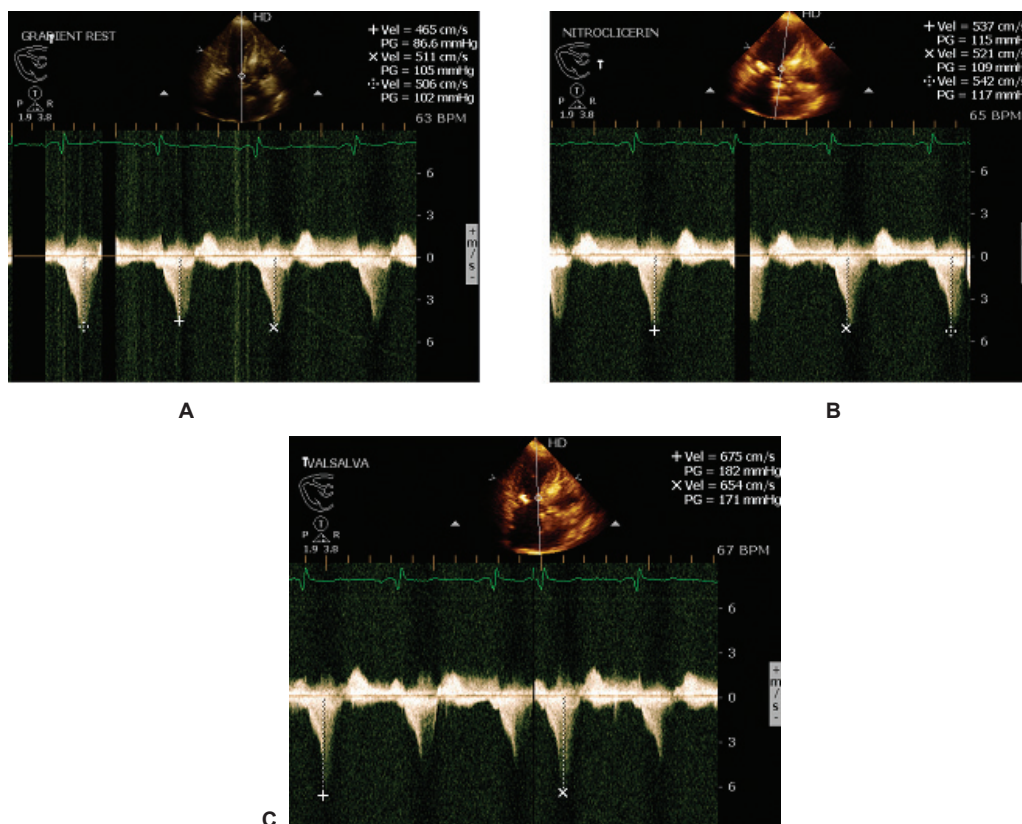 HD
GRADIENT REST
+ Vel = 465 cm/s
PG = 86.6 mmHg
× Vel = 511 cm/s
PG = 105 mmHg
Vel = 506 cm/s
PG = 102 mmHg
T
P R
1.9 3.8
63 BPM
6
3
0
3
6
+
m
/
s
-
A
HD
NITROCLICERIN
+ Vel = 537 cm/s
PG = 115 mmH
× Vel = 521 cm/s
PG = 109 mmH
Vel = 542 cm/s
PG = 117 mmH
T
P R
1.9 3.8
65 BPM
6
3
0
3
6
+
m
/
s
-
B
HD
VALSALVA
+ Vel = 675 cm/s
PG = 182 mmHg
× Vel = 654 cm/s
PG = 171 mmHg
T
P R
1.9 3.8
67 BPM
6
3
0
3
6
+
m
/
s
-
C